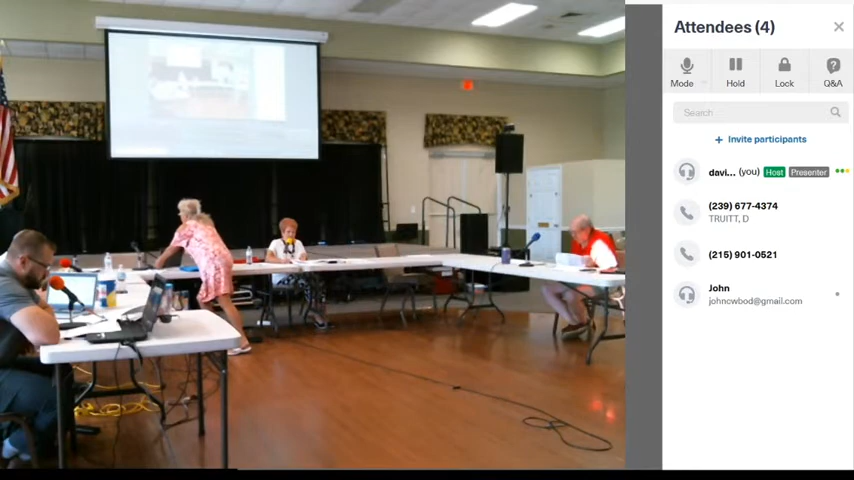 Attendees (4)
Mode
Hold
Lock
Q&A
Search
+ Invite participants
davi... (you) Host Presenter
(239) 677-4374
TRUITT, D
(215) 901-0521
John
johncwbod@gmail.com